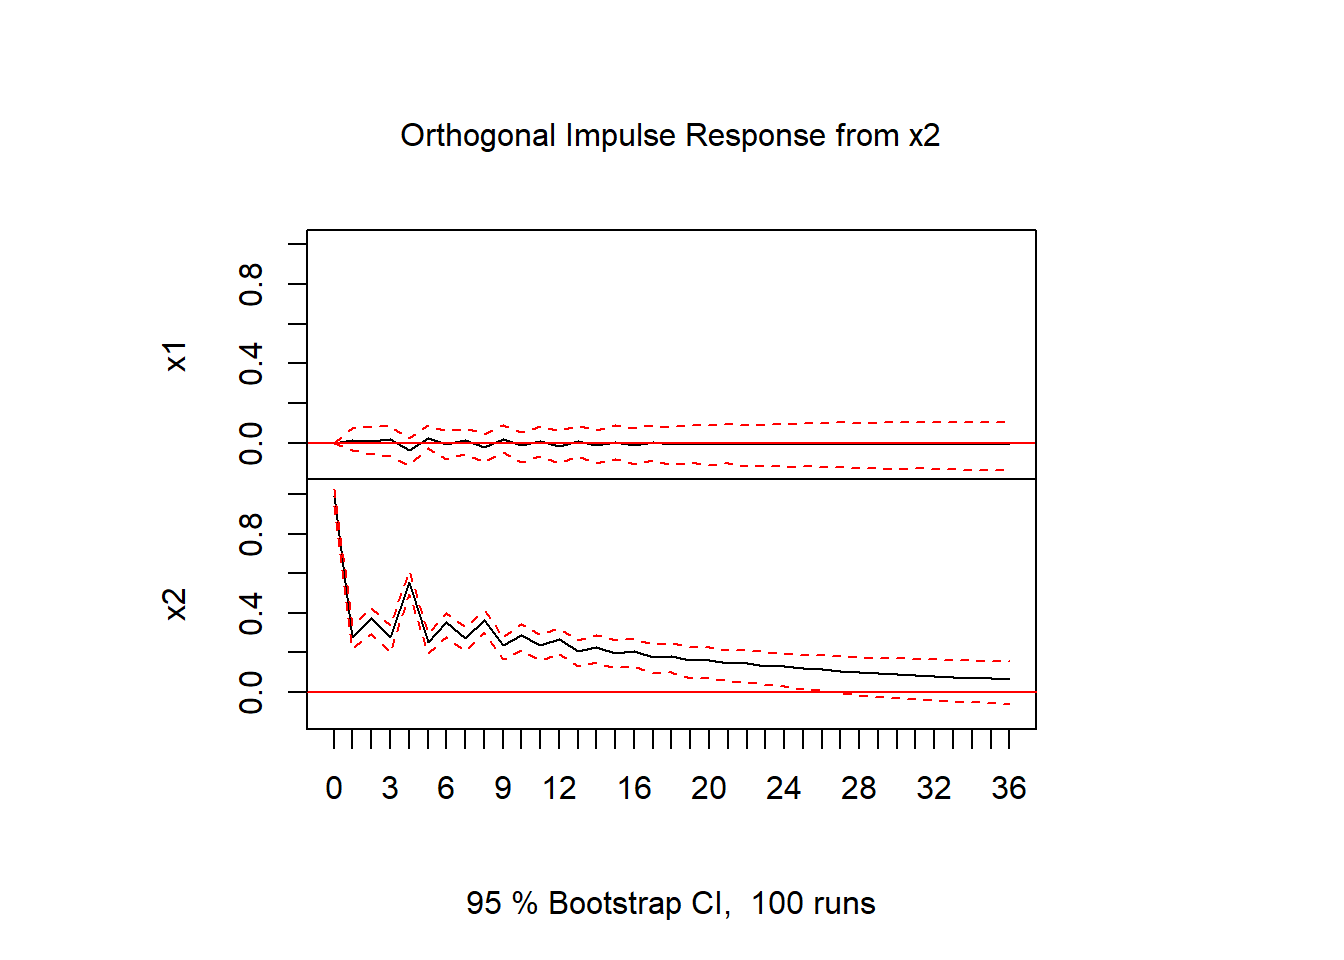 Orthogonal Impulse Response from x2
x1
0.0 0.4 0.8
x2
0.0 0.4 0.8
0 3 6 9 12 16 20 24 28 32 36
95 % Bootstrap CI,  100 runs